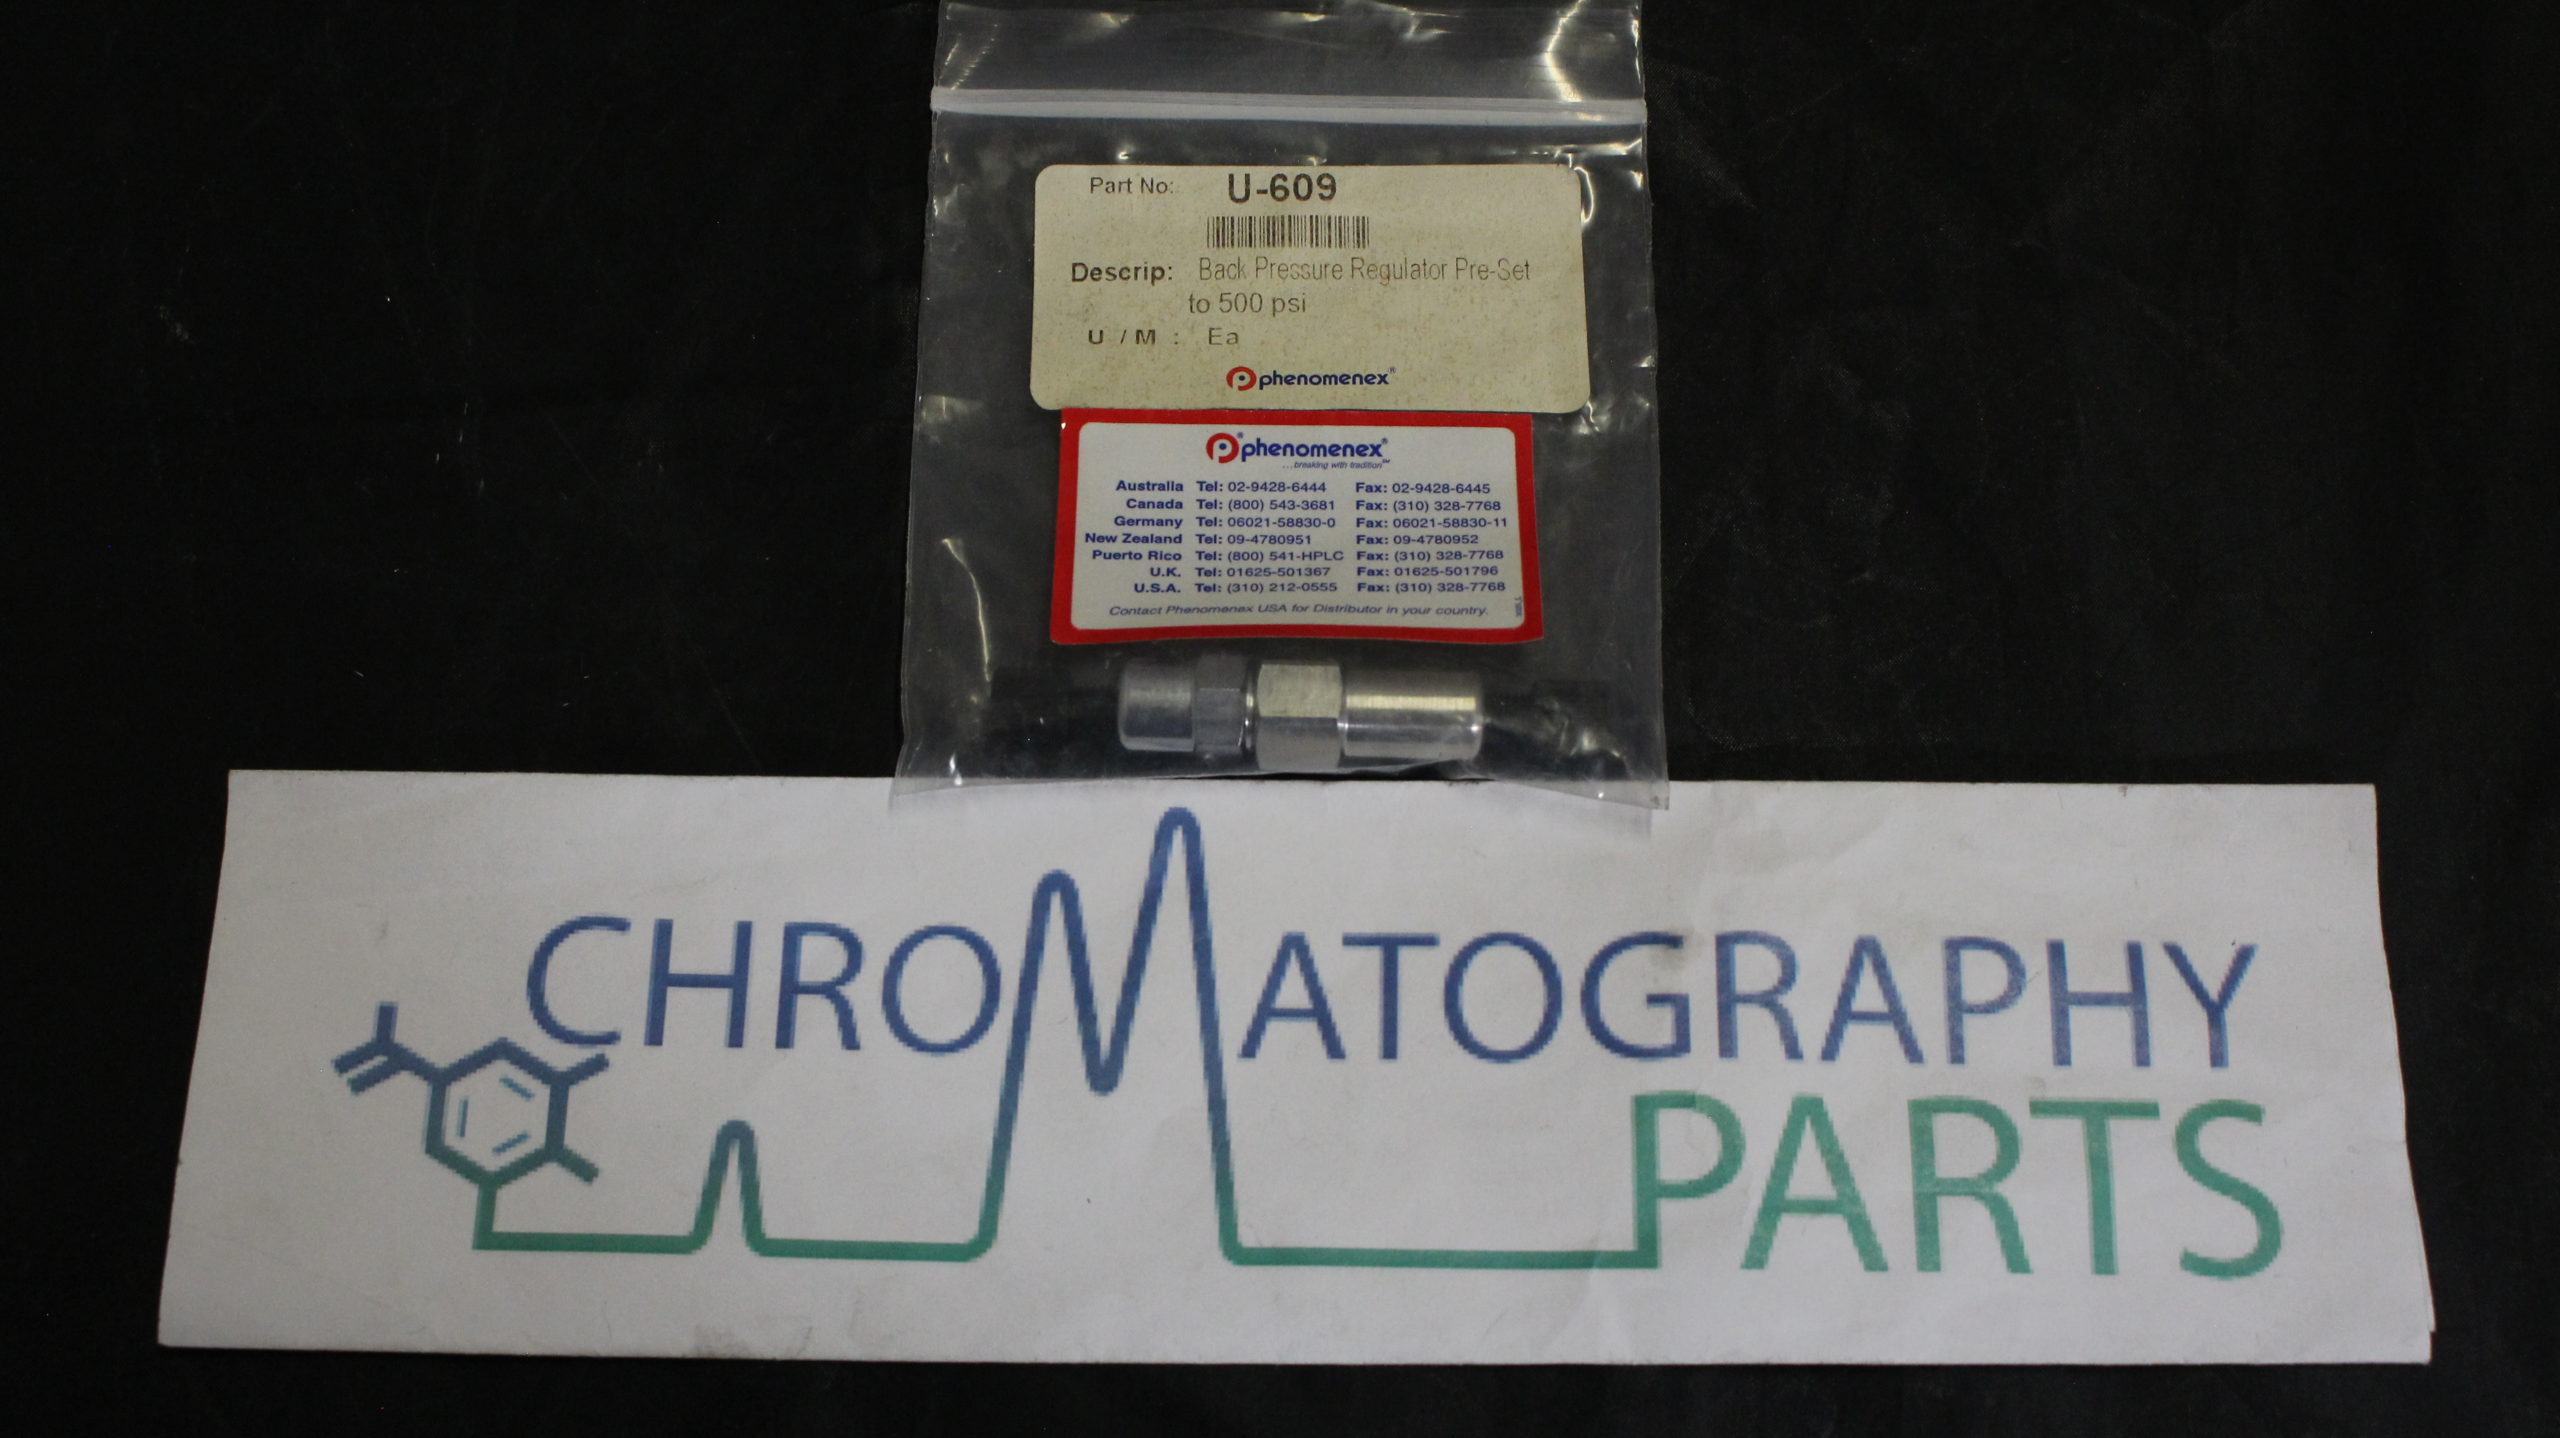 Part No: U-609
Descrip: Back Pressure Regulator Pre-Set
to 500 psi
U / M : Ea
phenomenex®
phenomenex®
...breaking with tradition℠
Australia Tel: 02-9428-6444 Fax: 02-9428-6445
Canada Tel: (800) 543-3681 Fax: (310) 328-7768
Germany Tel: 06021-58830-0 Fax: 06021-58830-11
New Zealand Tel: 09-4780951 Fax: 09-4780952
Puerto Rico Tel: (800) 541-HPLC Fax: (310) 328-7768
U.K. Tel: 01625-501367 Fax: 01625-501796
U.S.A. Tel: (310) 212-0555 Fax: (310) 328-7768
Contact Phenomenex USA for Distributor in your country.
CHROMATOGRAPHY
PARTS